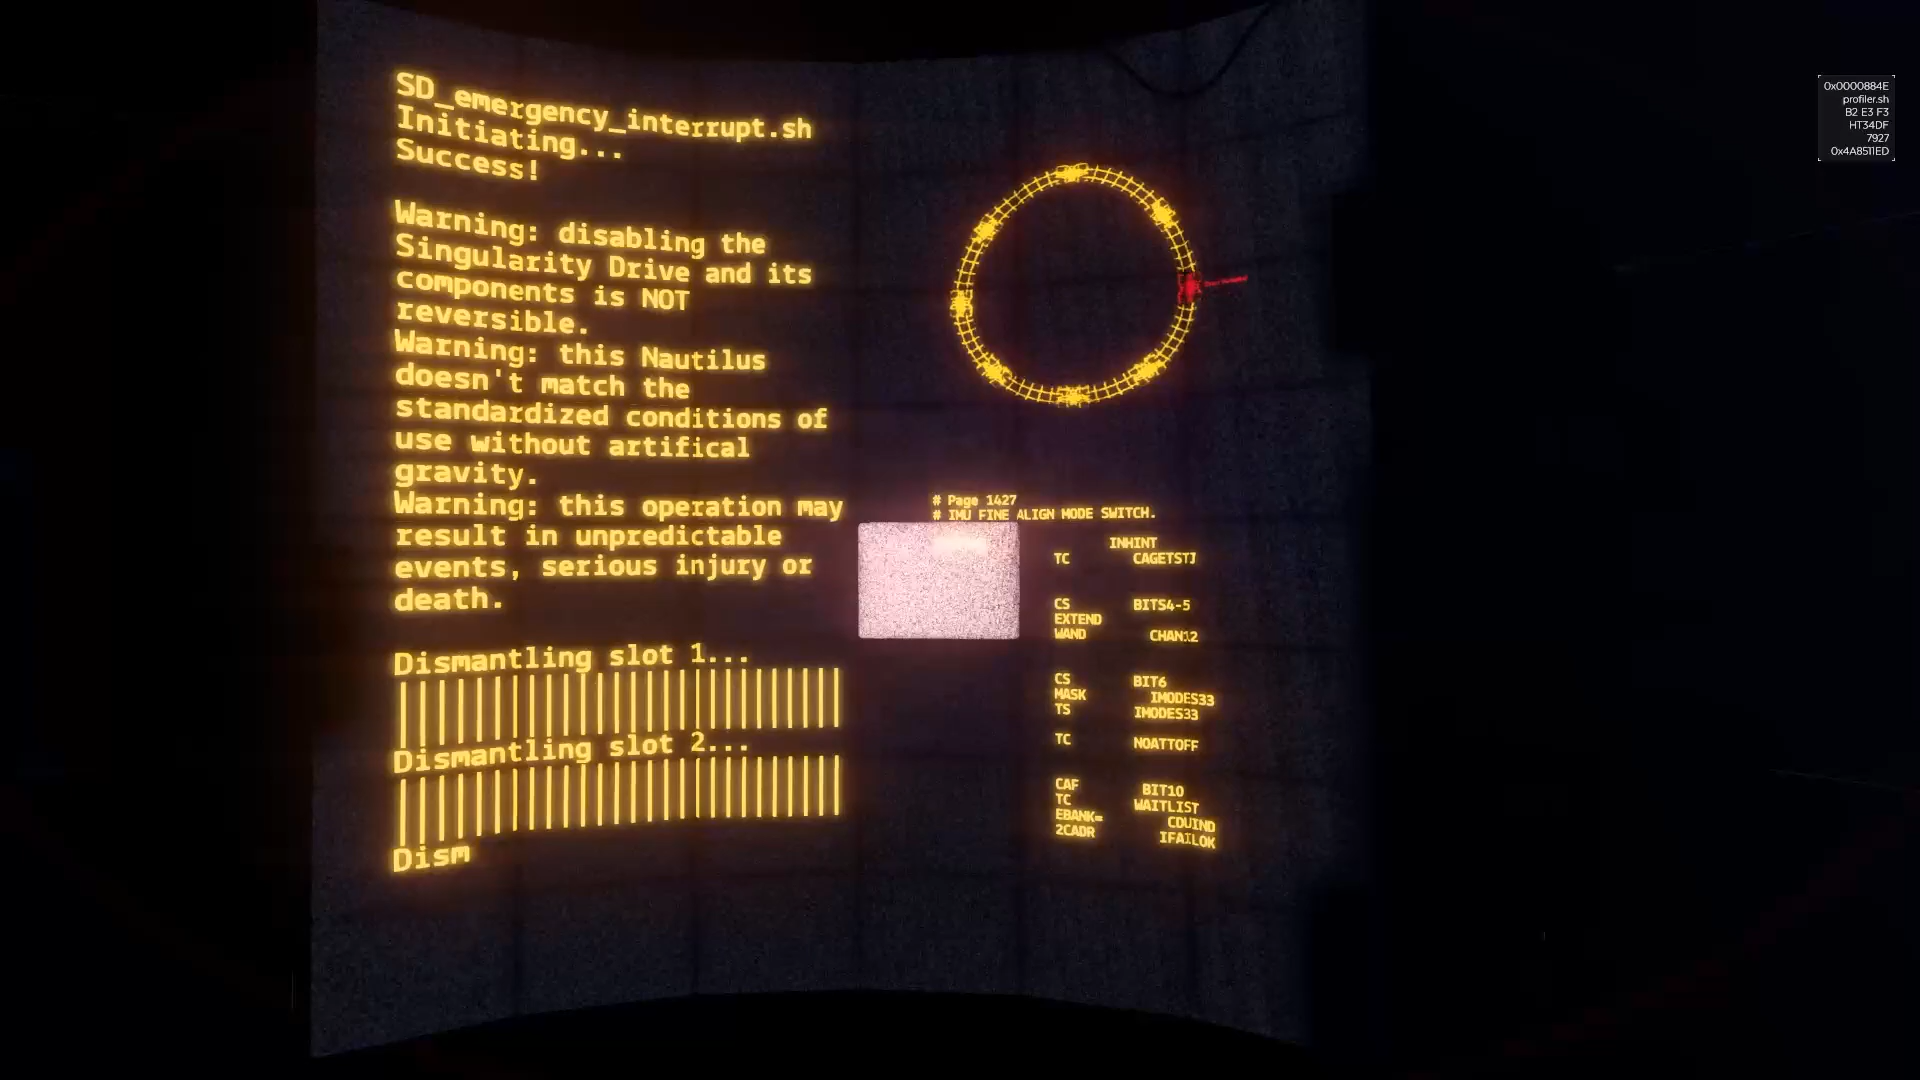 SD_emergency_interrupt.sh
Initiating...
Success!
Warning: disabling the
Singularity Drive and its
components is NOT
reversible.
Warning: this Nautilus
doesn't match the
standardized conditions of
use without artifical
gravity.
Warning: this operation may
result in unpredictable
events, serious injury or
death.
Dismantling slot 1...
Dismantling slot 2...
Dism
# Page 1427
# IMU FINE ALIGN MODE SWITCH.
INHINT
TC CAGETSTJ
CS BITS4-5
EXTEND
WAND CHAN12
CS BIT6
MASK IMODES33
TS IMODES33
TC NOATTOFF
CAF BIT10
TC WAITLIST
EBANK= CDUIND
2CADR IFAILOK
0x0000884E
profiler.sh
B2 E3 F3
HT34DF
7927
0x4A8511ED